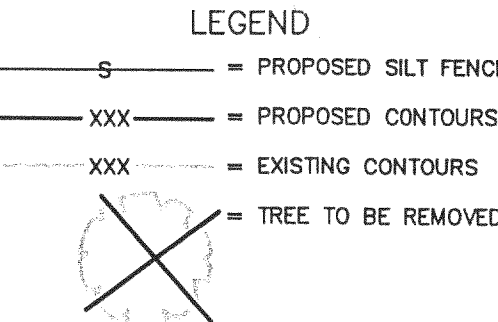 LEGEND
S = PROPOSED SILT FENC
XXX = PROPOSED CONTOURS
XXX = EXISTING CONTOURS
= TREE TO BE REMOVED